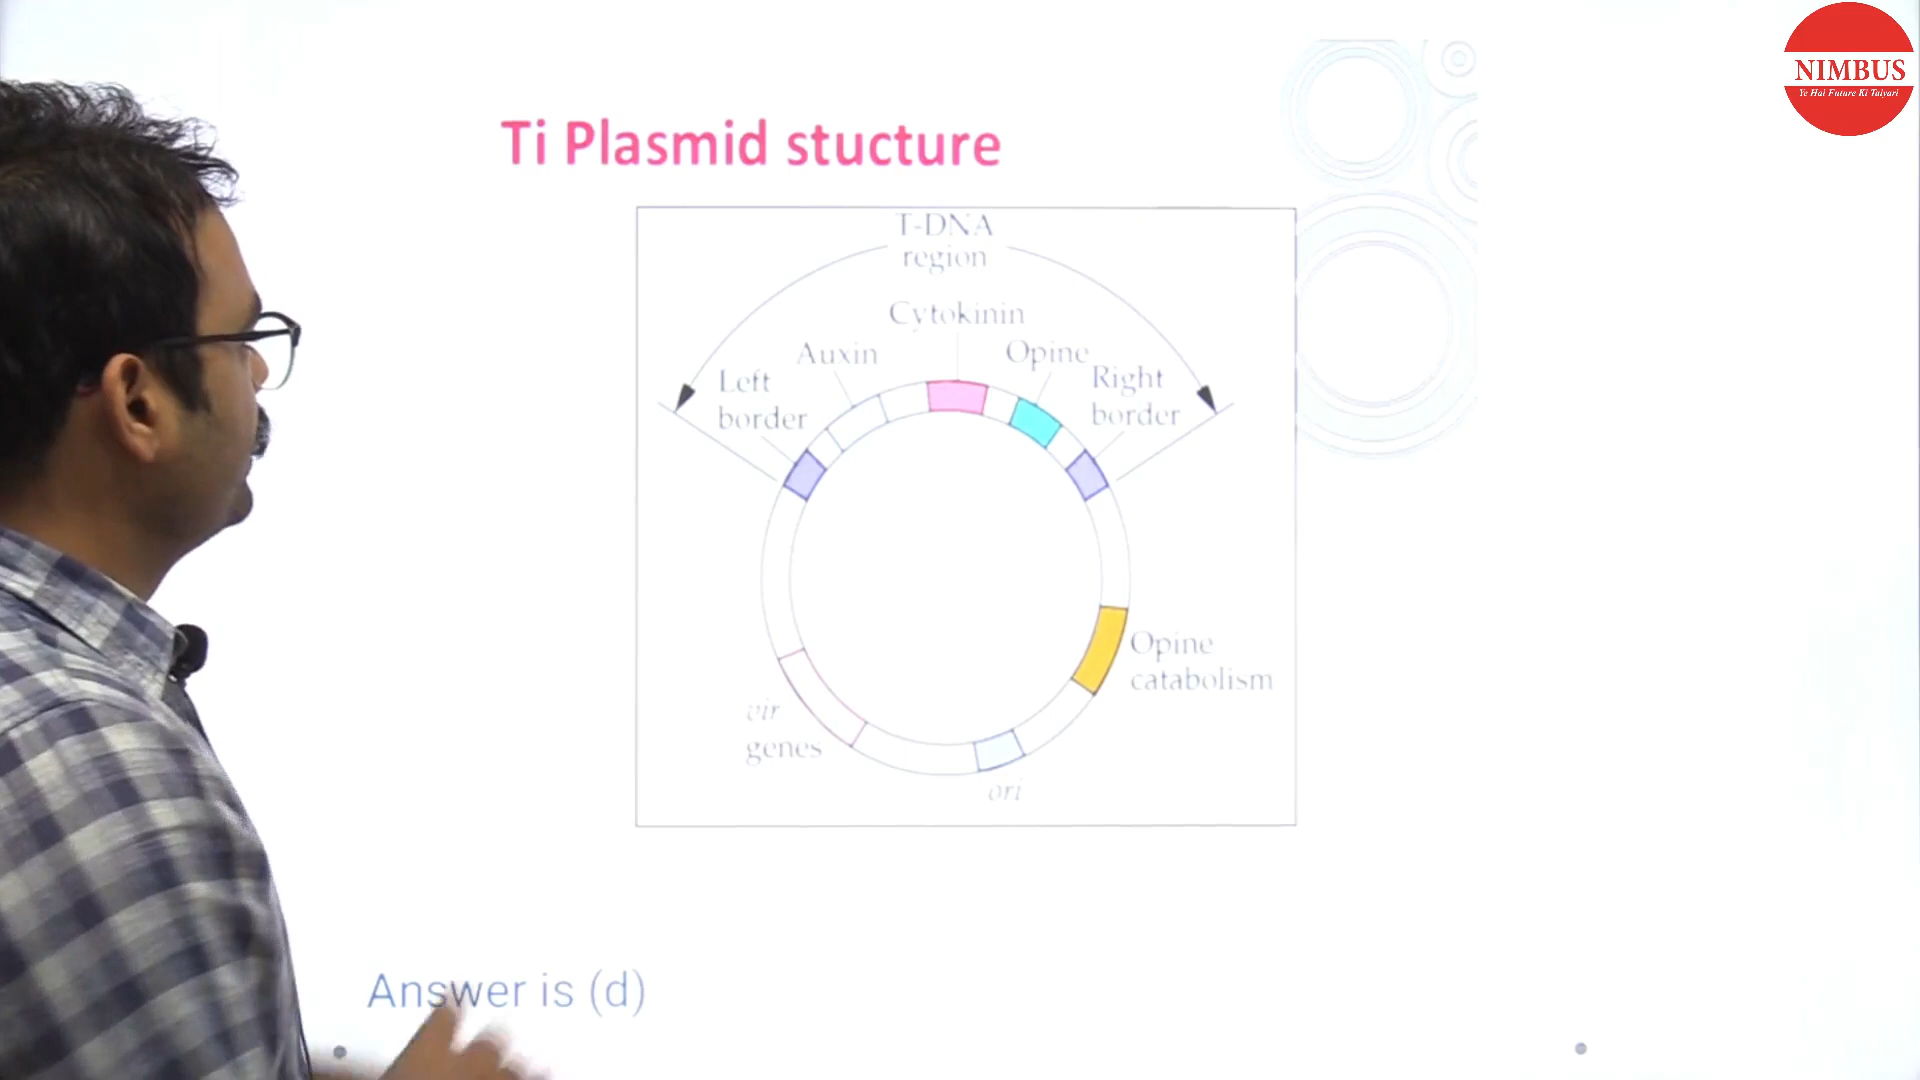 NIMBUS
Ye Hai Future Ki Taiyari
Ti Plasmid stucture
T-DNA
region
Cytokinin
Auxin
Opine
Left
border
Right
border
Opine
catabolism
vir
genes
ori
Answer is (d)